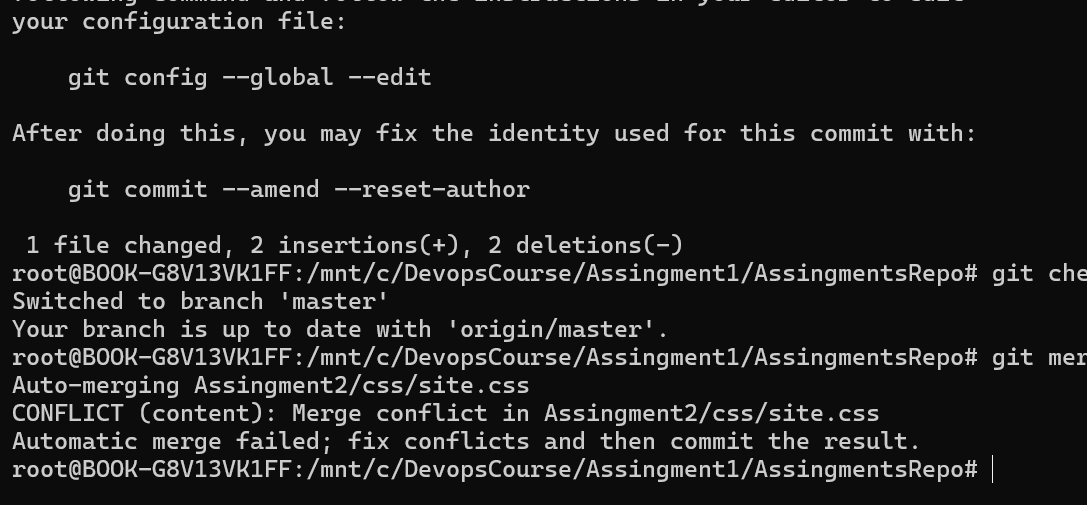 your configuration file:
git config --global --edit
After doing this, you may fix the identity used for this commit with:
git commit --amend --reset-author
1 file changed, 2 insertions(+), 2 deletions(-)
root@BOOK-G8V13VK1FF:/mnt/c/DevopsCourse/Assingment1/AssingmentsRepo# git che
Switched to branch 'master'
Your branch is up to date with 'origin/master'.
root@BOOK-G8V13VK1FF:/mnt/c/DevopsCourse/Assingment1/AssingmentsRepo# git mer
Auto-merging Assingment2/css/site.css
CONFLICT (content): Merge conflict in Assingment2/css/site.css
Automatic merge failed; fix conflicts and then commit the result.
root@BOOK-G8V13VK1FF:/mnt/c/DevopsCourse/Assingment1/AssingmentsRepo#